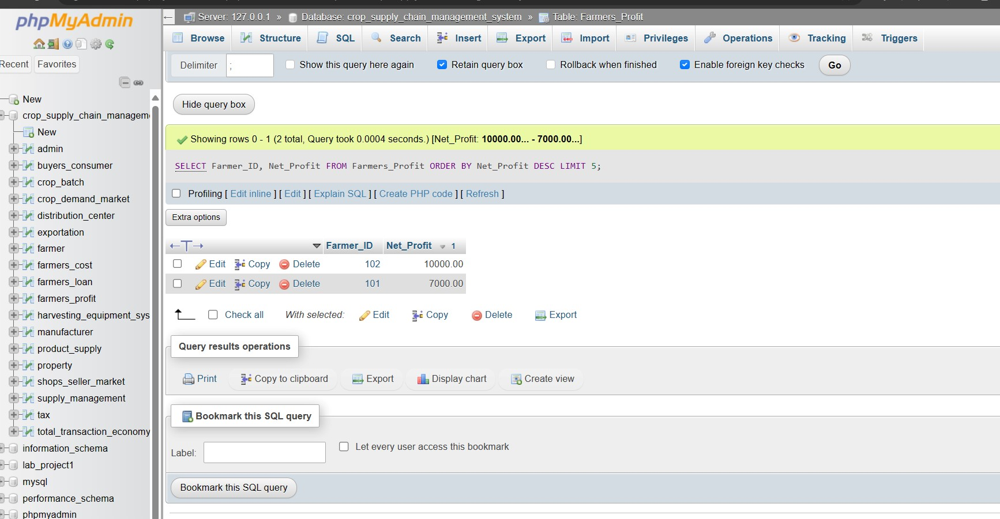 phpMyAdmin
Recent
Favorites
New
crop_supply_chain_managem
New
admin
buyers_consumer
crop_batch
crop_demand_market
distribution_center
exportation
farmer
farmers_cost
farmers_loan
farmers_profit
harvesting_equipment_sys
manufacturer
product_supply
property
shops_seller_market
supply_management
tax
total_transaction_economy
information_schema
lab_project1
mysql
performance_schema
phpmyadmin
Server: 127.0.0.1 » Database: crop_supply_chain_management_system » Table: Farmers_Profit
Browse Structure SQL Search Insert Export Import Privileges Operations Tracking Triggers
Delimiter ; Show this query here again Retain query box Rollback when finished Enable foreign key checks Go
Hide query box
Showing rows 0 - 1 (2 total, Query took 0.0004 seconds.) [Net_Profit: 10000.00... - 7000.00...]
SELECT Farmer_ID, Net_Profit FROM Farmers_Profit ORDER BY Net_Profit DESC LIMIT 5;
Profiling [ Edit inline ] [ Edit ] [ Explain SQL ] [ Create PHP code ] [ Refresh ]
Extra options
←T→ Farmer_ID Net_Profit 1
Edit Copy Delete 102 10000.00
Edit Copy Delete 101 7000.00
Check all With selected: Edit Copy Delete Export
Query results operations
Print Copy to clipboard Export Display chart Create view
Bookmark this SQL query
Label: Let every user access this bookmark
Bookmark this SQL query